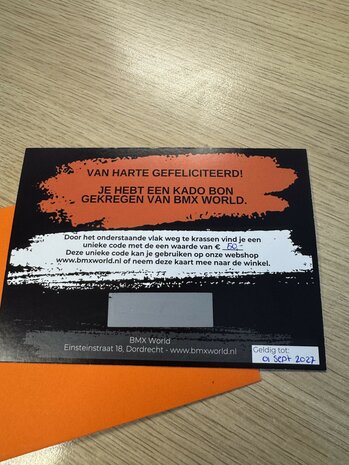 VAN HARTE GEFELICITEERD!
JE HEBT EEN KADO BON
GEKREGEN VAN BMX WORLD.
Door het onderstaande vlak weg te krassen vind je een
unieke code met de een waarde van € 50,-
Deze unieke code kan je gebruiken op onze webshop
www.bmxworld.nl of neem deze kaart mee naar de winkel.
BMX World
Einsteinstraat 18, Dordrecht - www.bmxworld.nl
Geldig tot:
01 Sept 2027